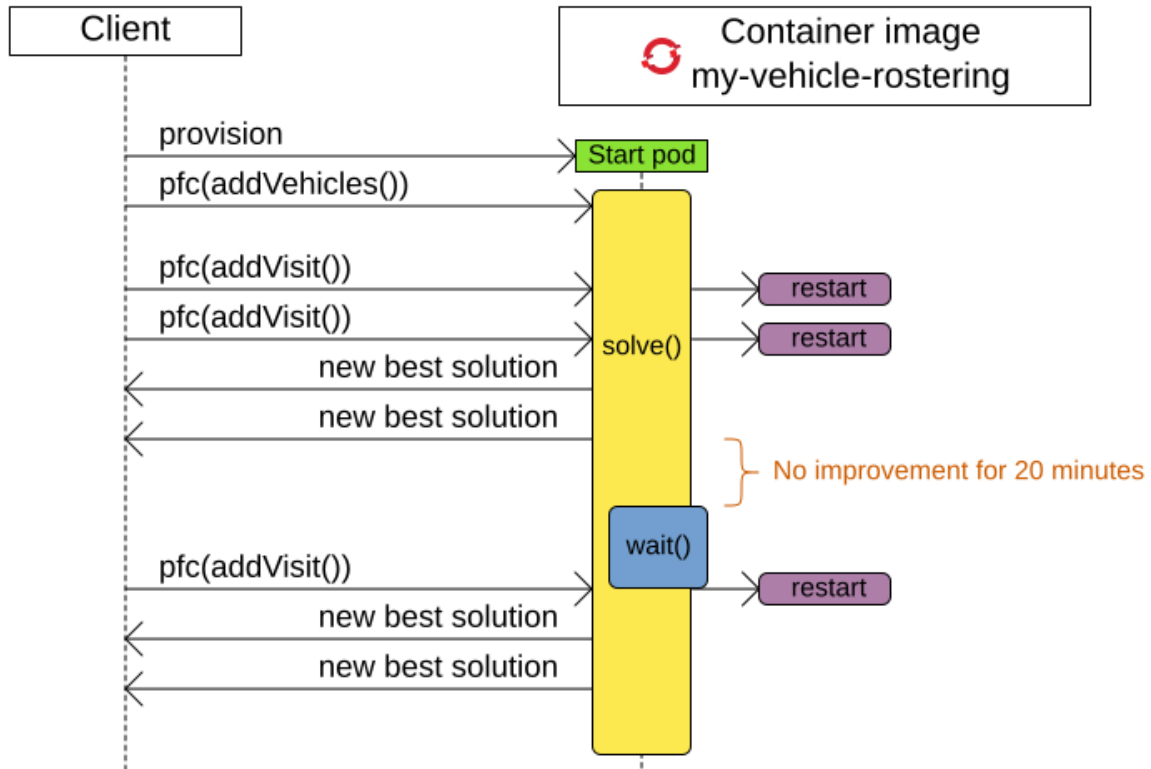 Client
Container image
my-vehicle-rostering
provision
Start pod
pfc(addVehicles())
pfc(addVisit())
restart
pfc(addVisit())
restart
solve()
new best solution
new best solution
No improvement for 20 minutes
wait()
pfc(addVisit())
restart
new best solution
new best solution